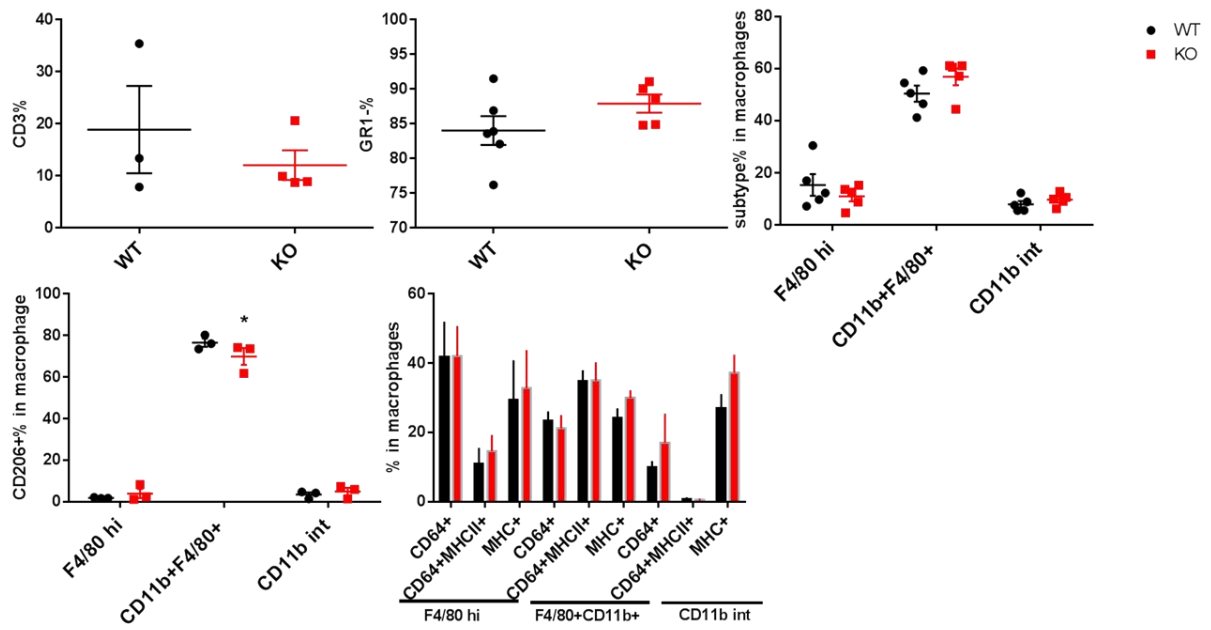 40
30
20
10
0
CD3%
WT
KO
100
95
90
85
80
75
70
GR1-%
WT
KO
80
60
40
20
0
subtype% in macrophages
F4/80 hi
CD11b+F4/80+
CD11b int
WT
KO
100
80
60
40
20
0
CD206+% in macrophage
*
F4/80 hi
CD11b+F4/80+
CD11b int
60
40
20
0
% in macrophages
CD64+
CD64+MHCII+
MHC+
CD64+
CD64+MHCII+
MHC+
CD64+
CD64+MHCII+
MHC+
F4/80 hi
F4/80+CD11b+
CD11b int